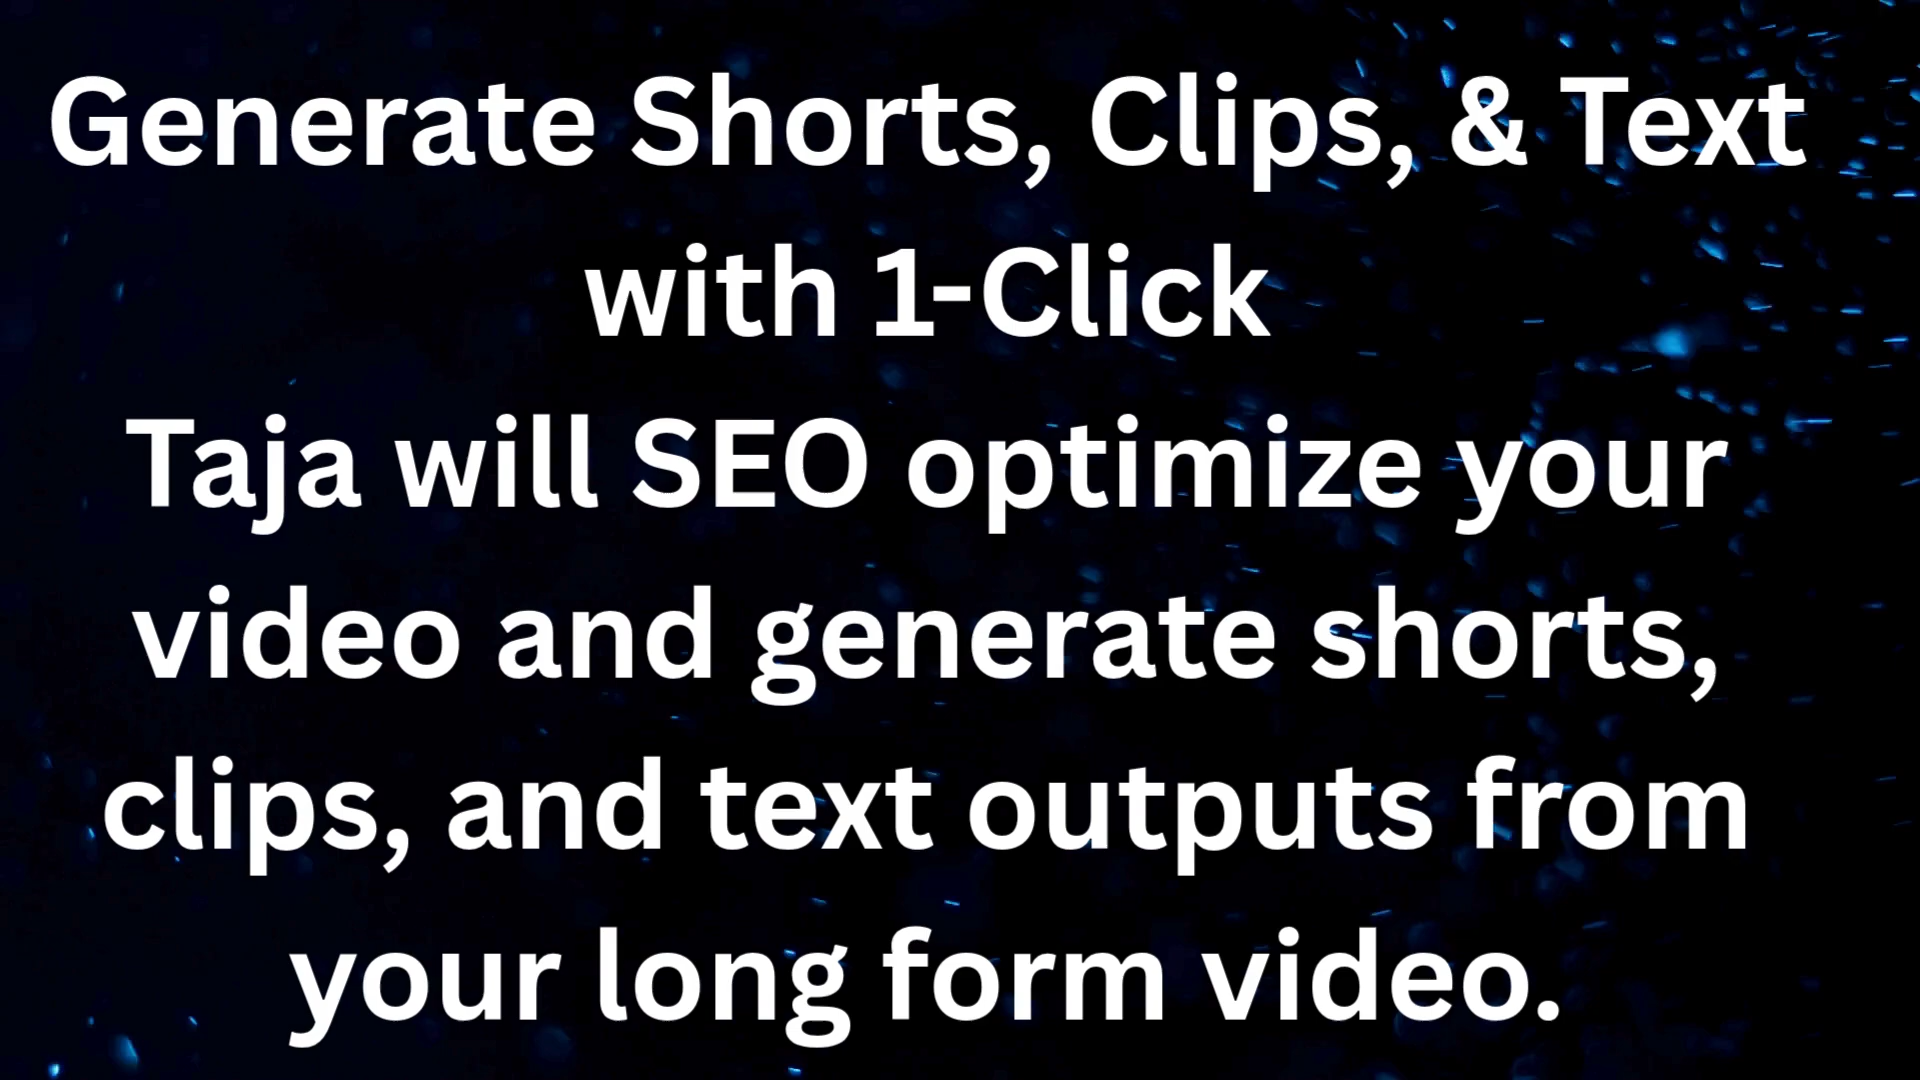 Generate Shorts, Clips, & Text
with 1-Click
Taja will SEO optimize your
video and generate shorts,
clips, and text outputs from
your long form video.